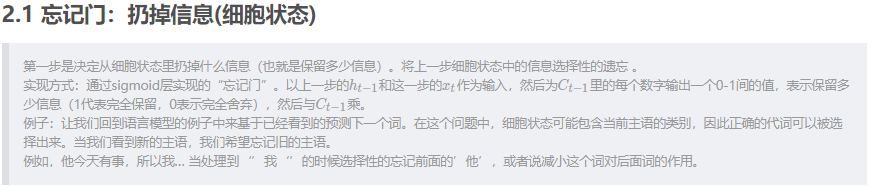 2.1 忘记门：扔掉信息(细胞状态)
第一步是决定从细胞状态里扔掉什么信息（也就是保留多少信息）。将上一步细胞状态中的信息选择性的遗忘 。
实现方式：通过sigmoid层实现的“忘记门”。以上一步的h_{t-1}和这一步的x_t作为输入，然后为C_{t-1}里的每个数字输出一个0-1间的值，表示保留多
少信息（1代表完全保留，0表示完全舍弃），然后与C_{t-1}乘。
例子：让我们回到语言模型的例子中来基于已经看到的预测下一个词。在这个问题中，细胞状态可能包含当前主语的类别，因此正确的代词可以被选
择出来。当我们看到新的主语，我们希望忘记旧的主语。
例如，他今天有事，所以我... 当处理到 ” 我 “ 的时候选择性的忘记前面的’他’，或者说减小这个词对后面词的作用。